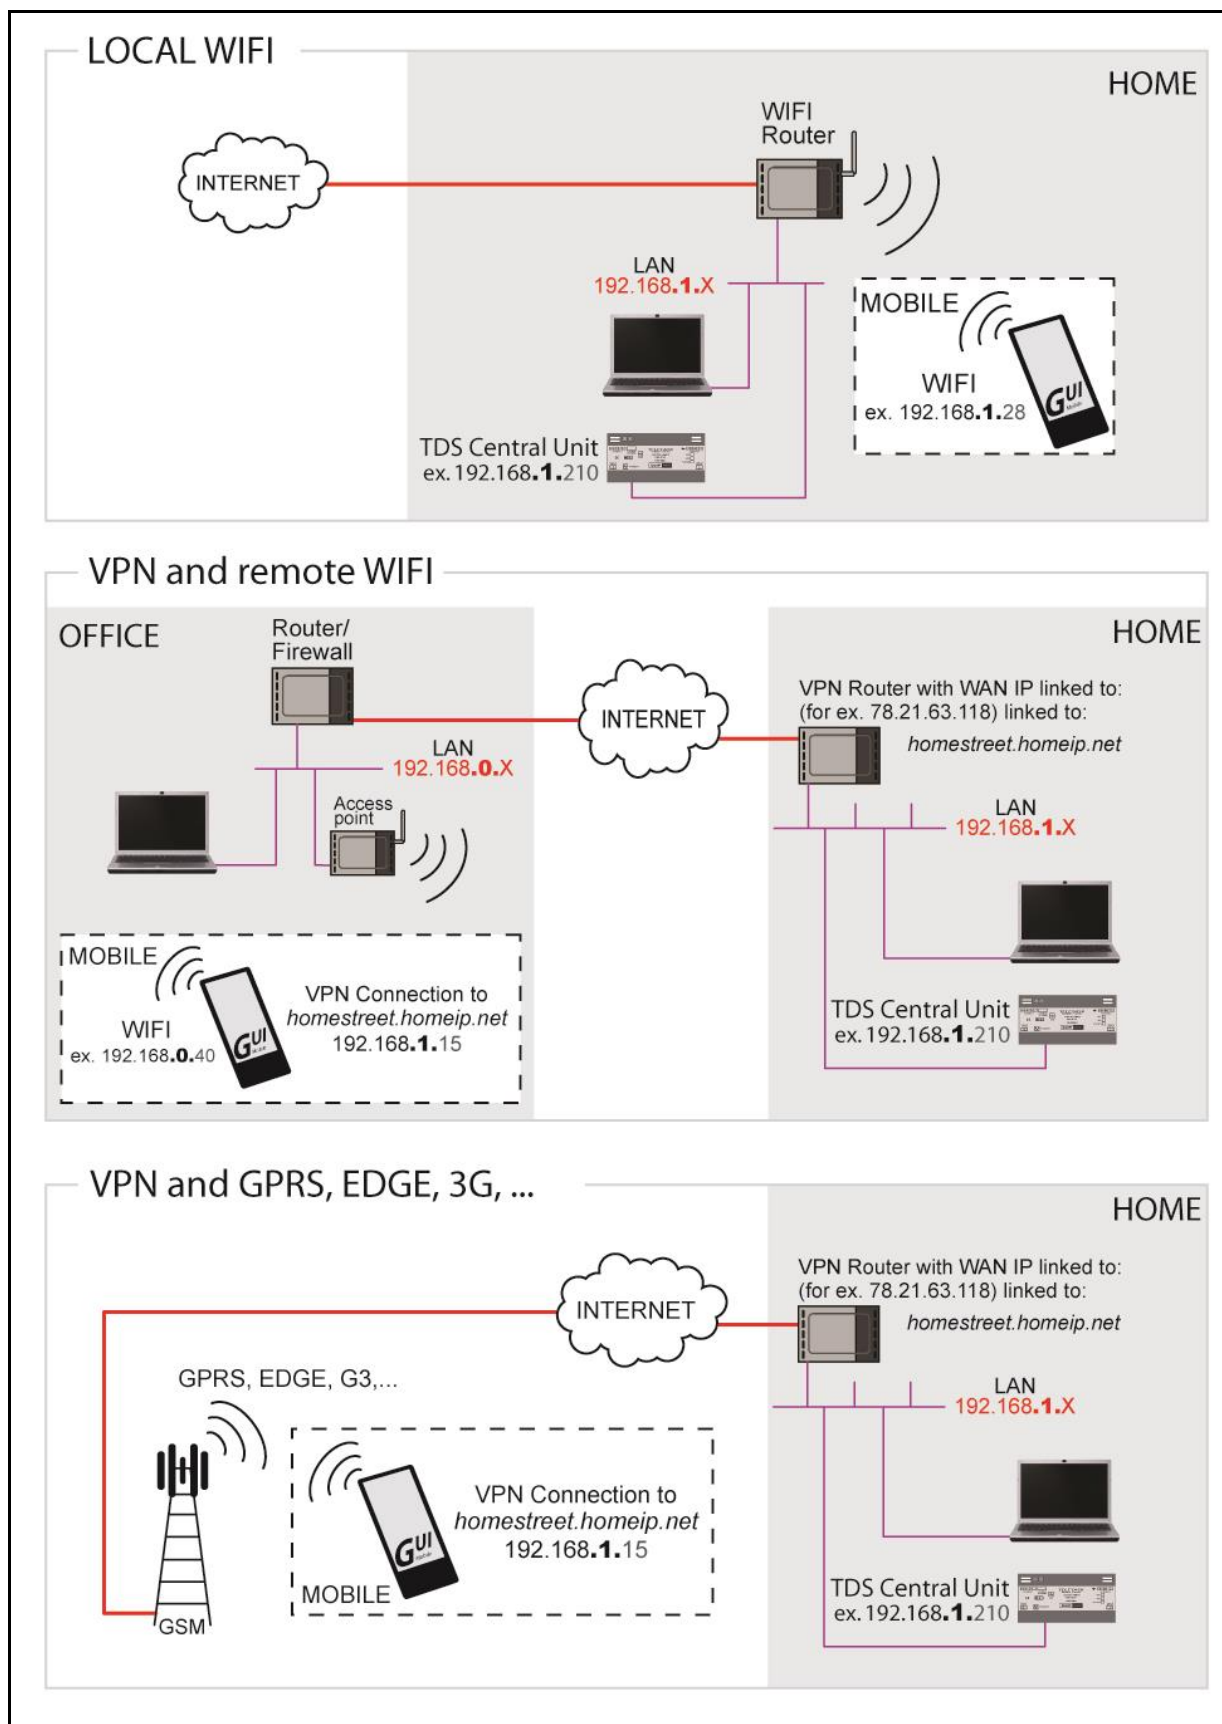 LOCAL WIFI
HOME
WIFI
Router
INTERNET
LAN
192.168.1.X
MOBILE
WIFI
ex. 192.168.1.28
GUI
TDS Central Unit
ex. 192.168.1.210
VPN and remote WIFI
OFFICE
Router/
Firewall
HOME
VPN Router with WAN IP linked to:
(for ex. 78.21.63.118) linked to:
homestreet.homeip.net
INTERNET
LAN
192.168.0.X
Access
point
LAN
192.168.1.X
MOBILE
WIFI
ex. 192.168.0.40
GUI
VPN Connection to
homestreet.homeip.net
192.168.1.15
TDS Central Unit
ex. 192.168.1.210
VPN and GPRS, EDGE, 3G, ...
HOME
VPN Router with WAN IP linked to:
(for ex. 78.21.63.118) linked to:
homestreet.homeip.net
INTERNET
GPRS, EDGE, G3,...
LAN
192.168.1.X
GSM
MOBILE
GUI
VPN Connection to
homestreet.homeip.net
192.168.1.15
TDS Central Unit
ex. 192.168.1.210